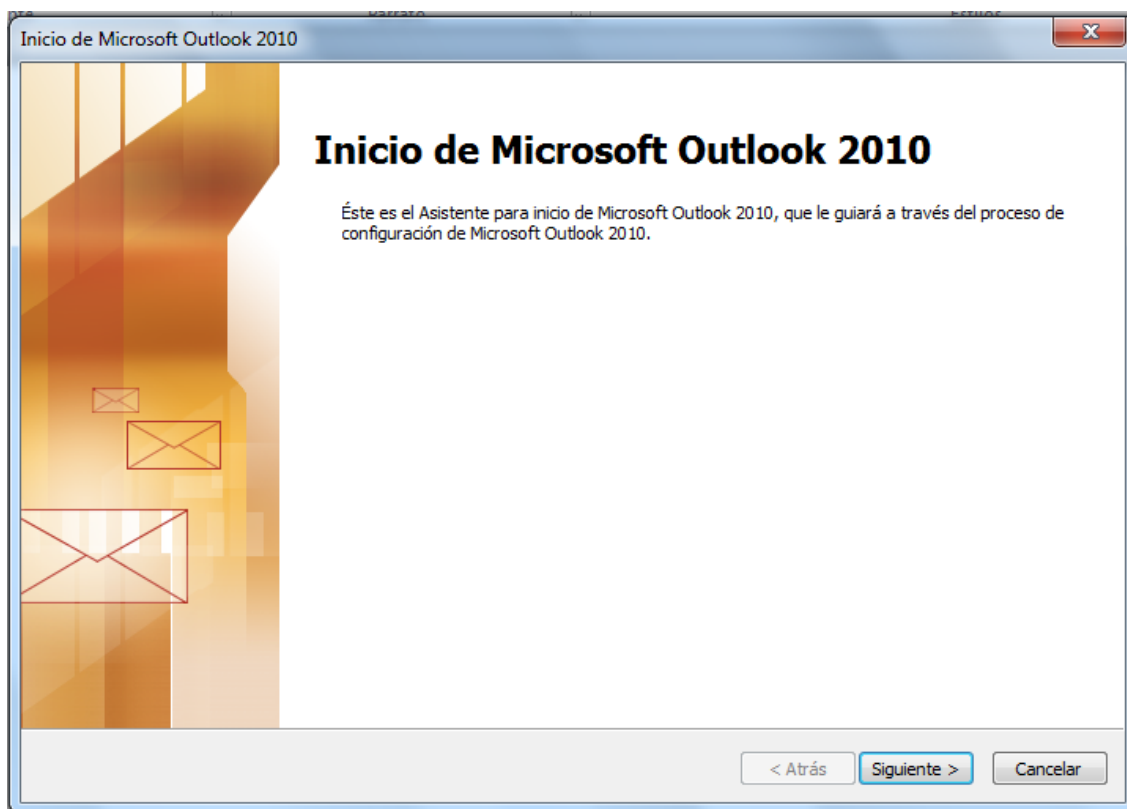 Inicio de Microsoft Outlook 2010
Inicio de Microsoft Outlook 2010
Éste es el Asistente para inicio de Microsoft Outlook 2010, que le guiará a través del proceso de
configuración de Microsoft Outlook 2010.
< Atrás Siguiente > Cancelar